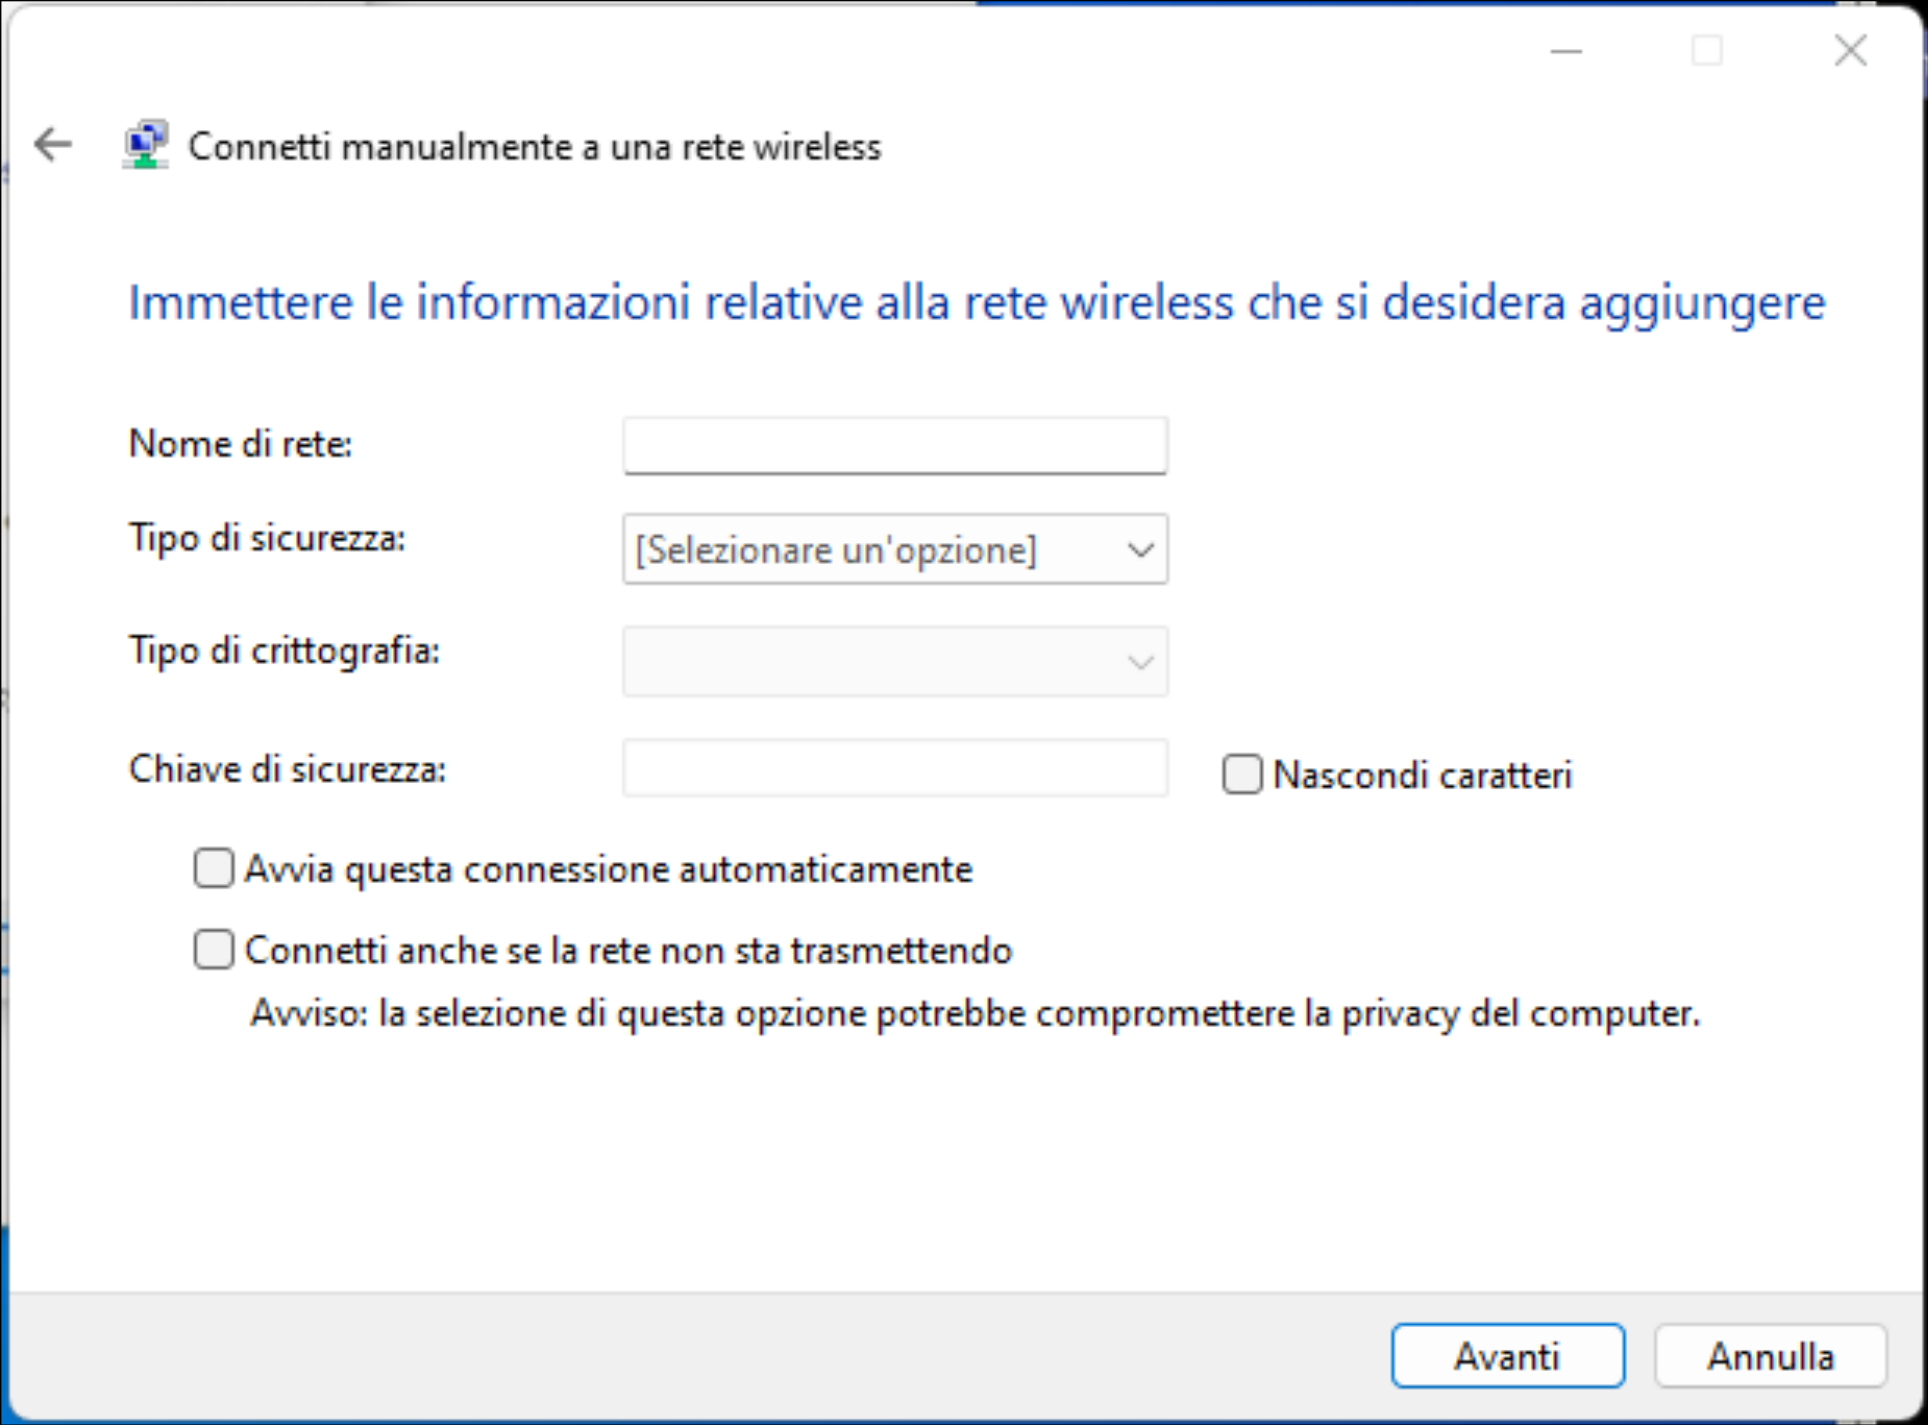 Connetti manualmente a una rete wireless
Immettere le informazioni relative alla rete wireless che si desidera aggiungere
Nome di rete:
Tipo di sicurezza:
[Selezionare un'opzione]
Tipo di crittografia:
Chiave di sicurezza:
Nascondi caratteri
Avvia questa connessione automaticamente
Connetti anche se la rete non sta trasmettendo
Avviso: la selezione di questa opzione potrebbe compromettere la privacy del computer.
Avanti
Annulla